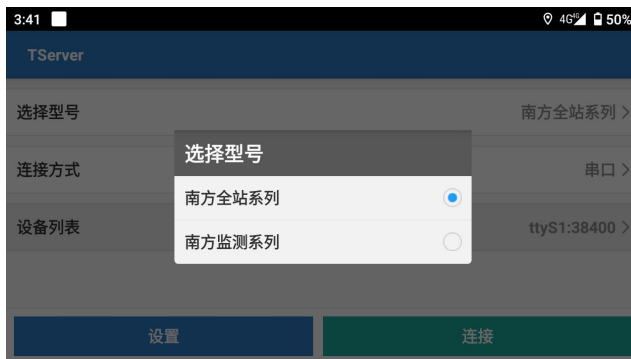 3:41 4G 4G 50%
TServer
选择型号 南方全站系列 >
选择型号
南方全站系列
连接方式 串口 >
南方监测系列
设备列表 ttyS1:38400 >
设置 连接